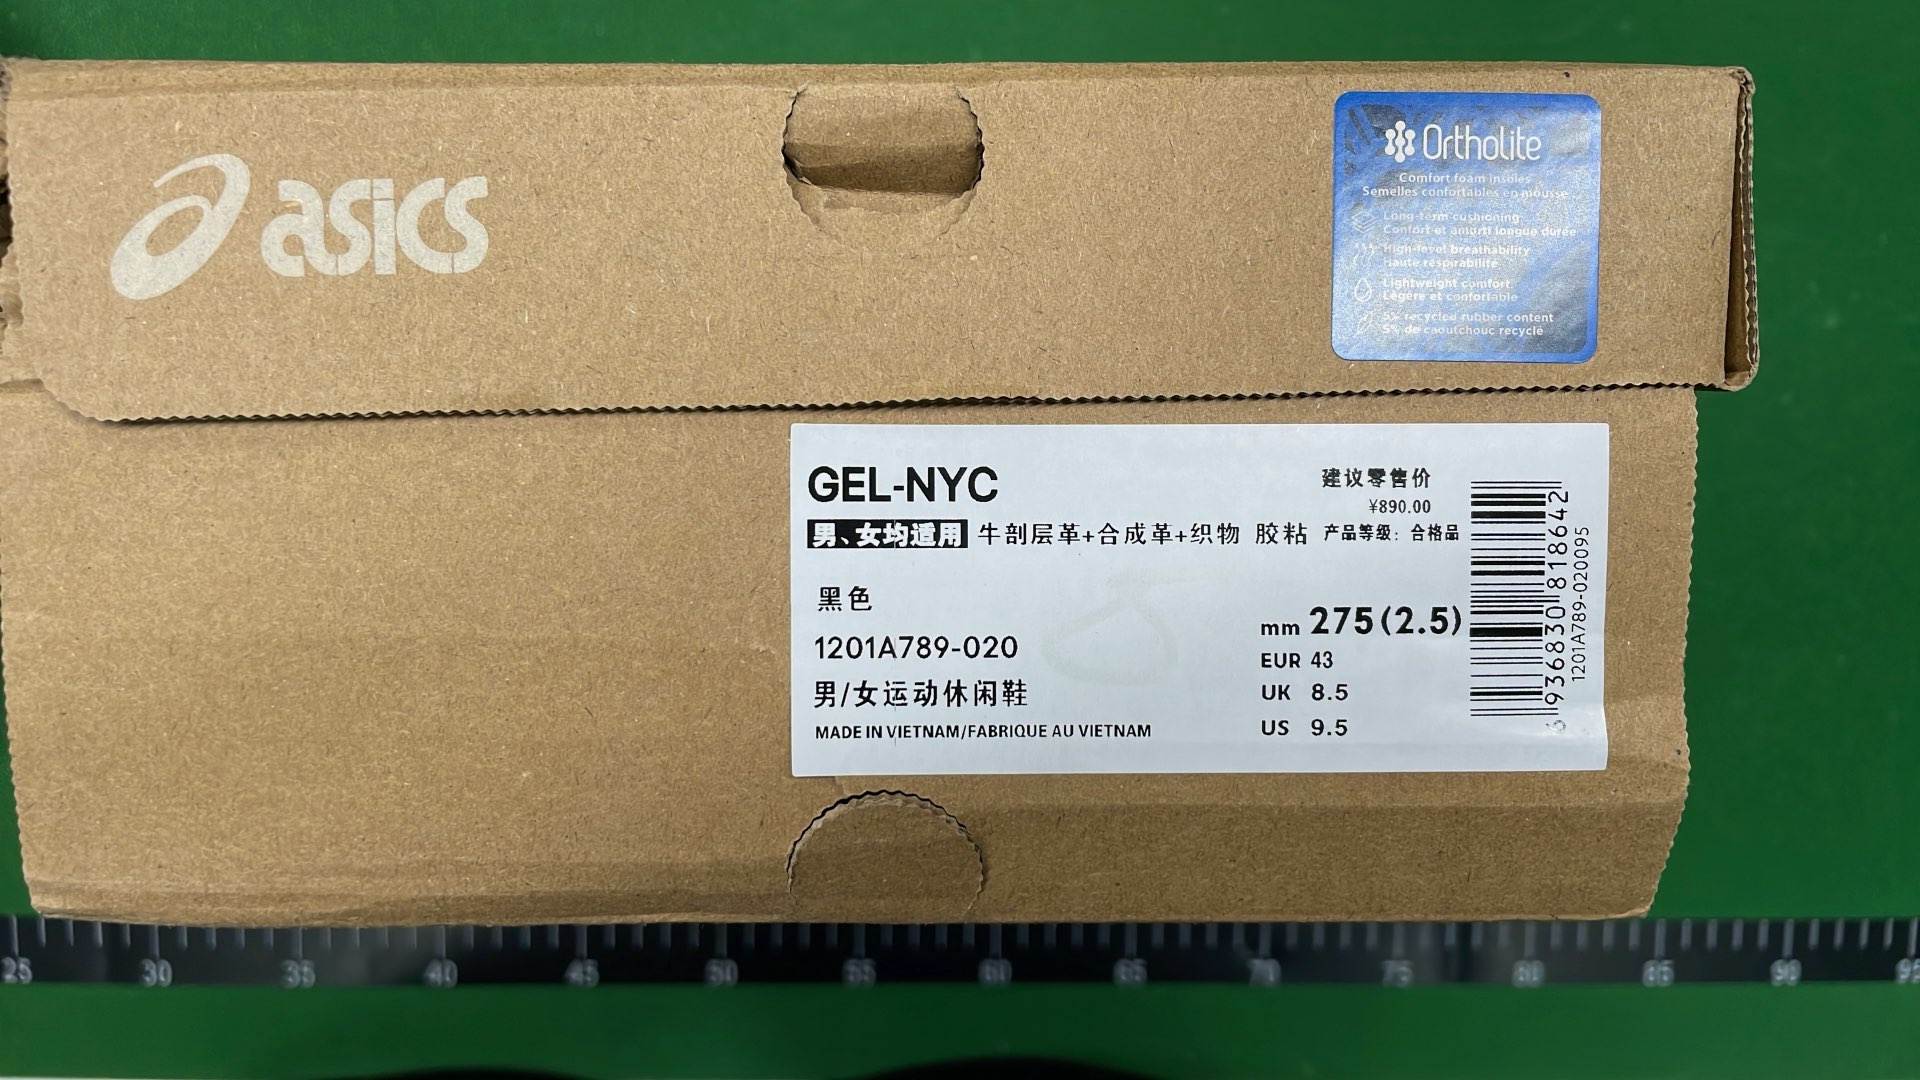 asics
OrthoLite
Comfort foam insoles
Semelles confortables en mousse
Long-term cushioning
Confort et amorti longue durée
High-level breathability
Haute respirabilité
Lightweight comfort
Légère et confortable
5% recycled rubber content
5% de caoutchouc recyclé
GEL-NYC
建议零售价
¥890.00
男、女均适用 牛剖层革+合成革+织物 胶粘 产品等级: 合格品
黑色
1201A789-020
男/女运动休闲鞋
MADE IN VIETNAM/FABRIQUE AU VIETNAM
mm 275(2.5)
EUR 43
UK 8.5
US 9.5
6 936830 818642
1201A789-020095
25 30 35 40 45 50 55 60 65 70 75 80 85 90 95